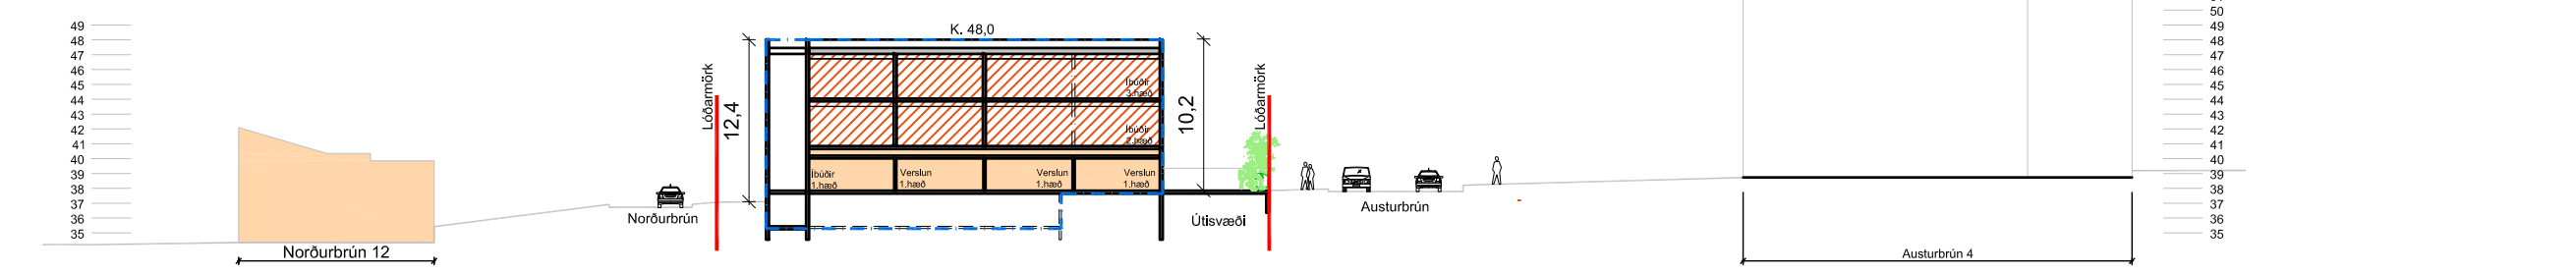 49
48
47
46
45
44
43
42
41
40
39
38
37
36
35
Norðurbrún 12
Norðurbrún
Lóðarmörk
12,4
K. 48,0
Íbúðir
3.hæð
Íbúðir
2.hæð
Íbúðir
1.hæð
Verslun
1.hæð
Verslun
1.hæð
Verslun
1.hæð
10,2
Útisvæði
Lóðarmörk
Austurbrún
Austurbrún 4
50
49
48
47
46
45
44
43
42
41
40
39
38
37
36
35